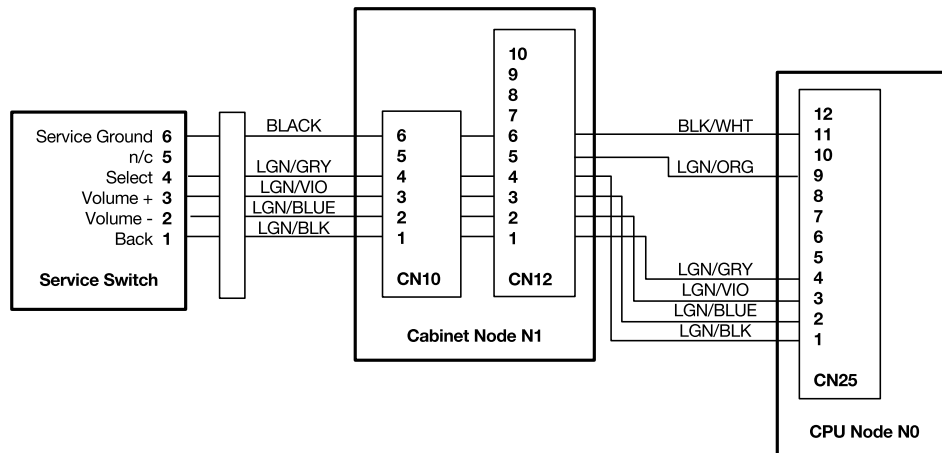 Service Ground 6
n/c 5
Select 4
Volume + 3
Volume - 2
Back 1
Service Switch
BLACK
LGN/GRY
LGN/VIO
LGN/BLUE
LGN/BLK
6
5
4
3
2
1
CN10
10
9
8
7
6
5
4
3
2
1
CN12
Cabinet Node N1
BLK/WHT
LGN/ORG
LGN/GRY
LGN/VIO
LGN/BLUE
LGN/BLK
12
11
10
9
8
7
6
5
4
3
2
1
CN25
CPU Node N0